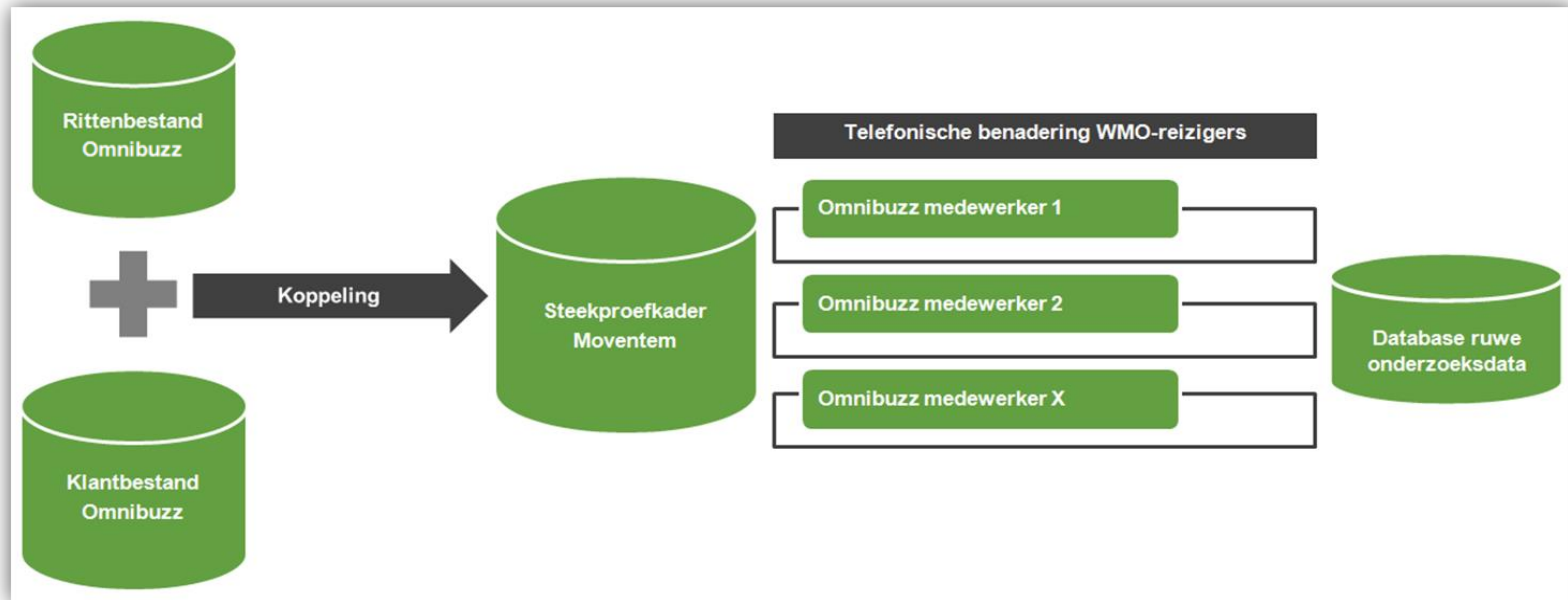 Rittenbestand
Omnibuzz
Klantbestand
Omnibuzz
Koppeling
Steekproefkader
Moventem
Telefonische benadering WMO-reizigers
Omnibuzz medewerker 1
Omnibuzz medewerker 2
Omnibuzz medewerker X
Database ruwe
onderzoeksdata